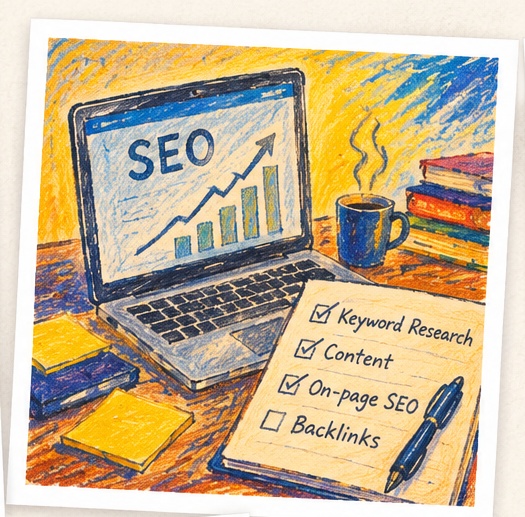 SEO
Keyword Research
Content
On-page SEO
Backlinks